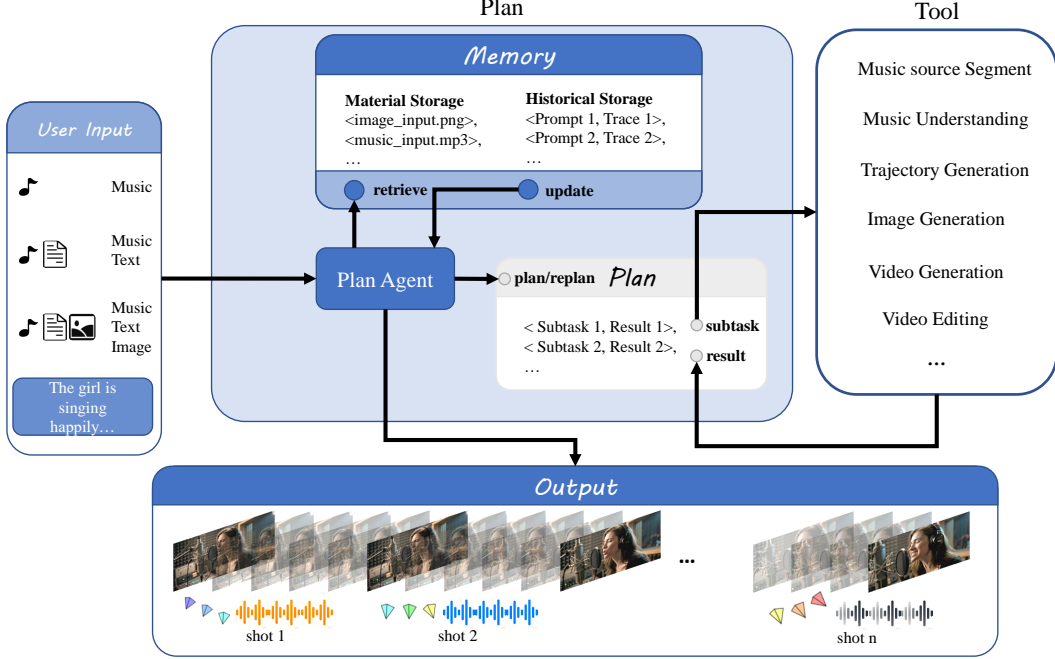 Plan
Tool
Memory
Material Storage
<image_input.png>,
<music_input.mp3>,
…
Historical Storage
<Prompt 1, Trace 1>,
<Prompt 2, Trace 2>,
…
retrieve
update
User Input
Music
Music
Text
Music
Text
Image
The girl is
singing
happily…
Plan Agent
plan/replan Plan
< Subtask 1, Result 1>,
< Subtask 2, Result 2>,
…
subtask
result
Music source Segment
Music Understanding
Trajectory Generation
Image Generation
Video Generation
Video Editing
...
Output
...
shot 1
shot 2
shot n